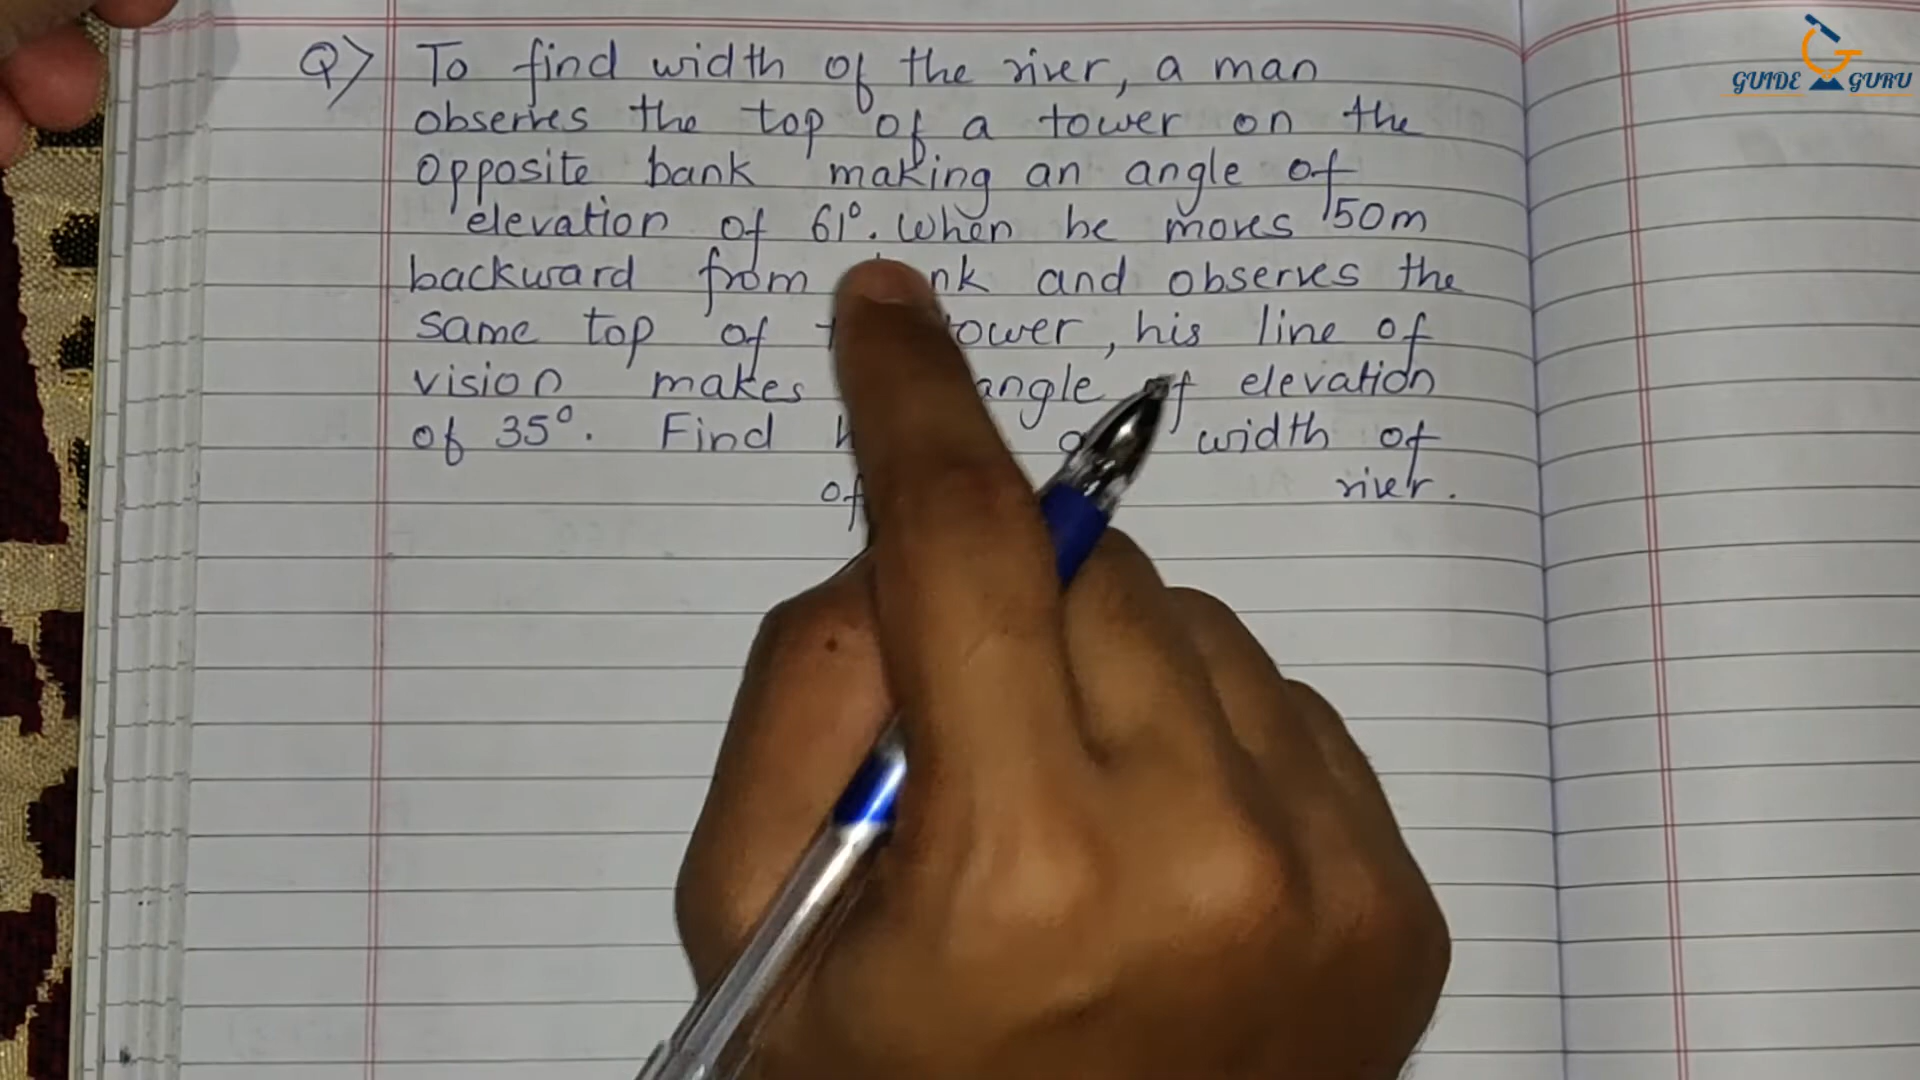 Q> To find width of the river, a man
observes the top of a tower on the
opposite bank making an angle of
elevation of 61°. When he moves 50m
backward from and observes the
same top of tower, his line of
vision makes angle of elevation
of 35°. Find width of
of river.
GUIDE GURU